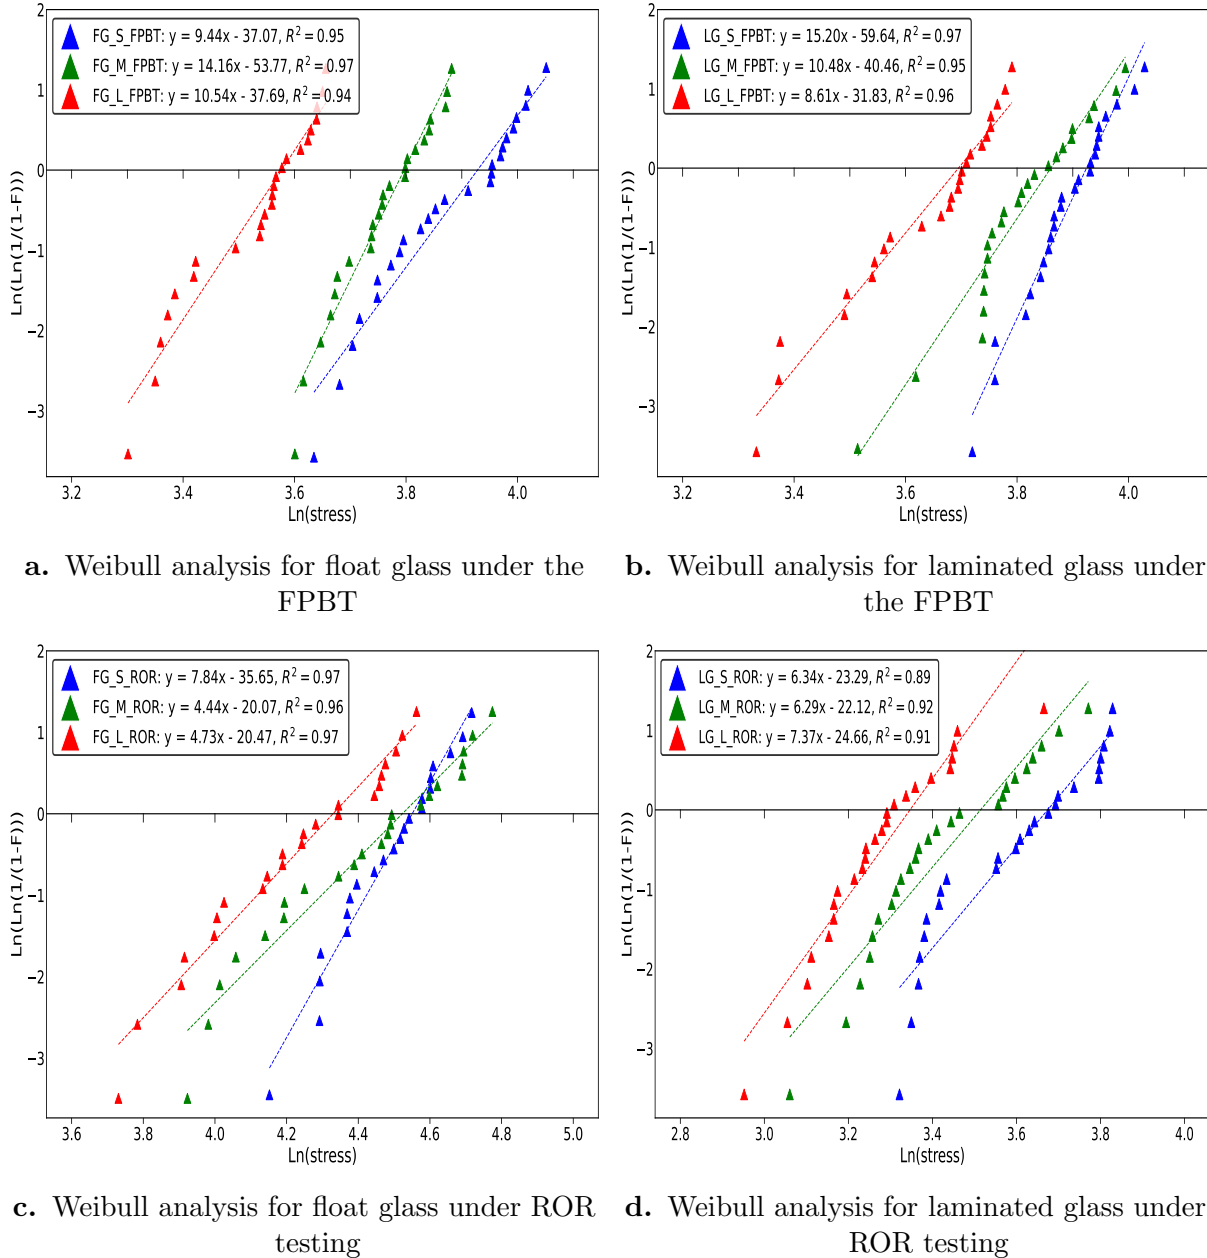 FG_S_FPBT: y = 9.44x - 37.07, R² = 0.95
FG_M_FPBT: y = 14.16x - 53.77, R² = 0.97
FG_L_FPBT: y = 10.54x - 37.69, R² = 0.94
2
1
0
−1
−2
−3
Ln(Ln(1/(1-F)))
3.2 3.4 3.6 3.8 4.0
Ln(stress)
LG_S_FPBT: y = 15.20x - 59.64, R² = 0.97
LG_M_FPBT: y = 10.48x - 40.46, R² = 0.95
LG_L_FPBT: y = 8.61x - 31.83, R² = 0.96
2
1
0
−1
−2
−3
Ln(Ln(1/(1-F)))
3.2 3.4 3.6 3.8 4.0
Ln(stress)
a. Weibull analysis for float glass under the
FPBT
b. Weibull analysis for laminated glass under
the FPBT
FG_S_ROR: y = 7.84x - 35.65, R² = 0.97
FG_M_ROR: y = 4.44x - 20.07, R² = 0.96
FG_L_ROR: y = 4.73x - 20.47, R² = 0.97
2
1
0
−1
−2
−3
Ln(Ln(1/(1-F)))
3.6 3.8 4.0 4.2 4.4 4.6 4.8 5.0
Ln(stress)
LG_S_ROR: y = 6.34x - 23.29, R² = 0.89
LG_M_ROR: y = 6.29x - 22.12, R² = 0.92
LG_L_ROR: y = 7.37x - 24.66, R² = 0.91
2
1
0
−1
−2
−3
Ln(Ln(1/(1-F)))
2.8 3.0 3.2 3.4 3.6 3.8 4.0
Ln(stress)
c. Weibull analysis for float glass under ROR
testing
d. Weibull analysis for laminated glass under
ROR testing